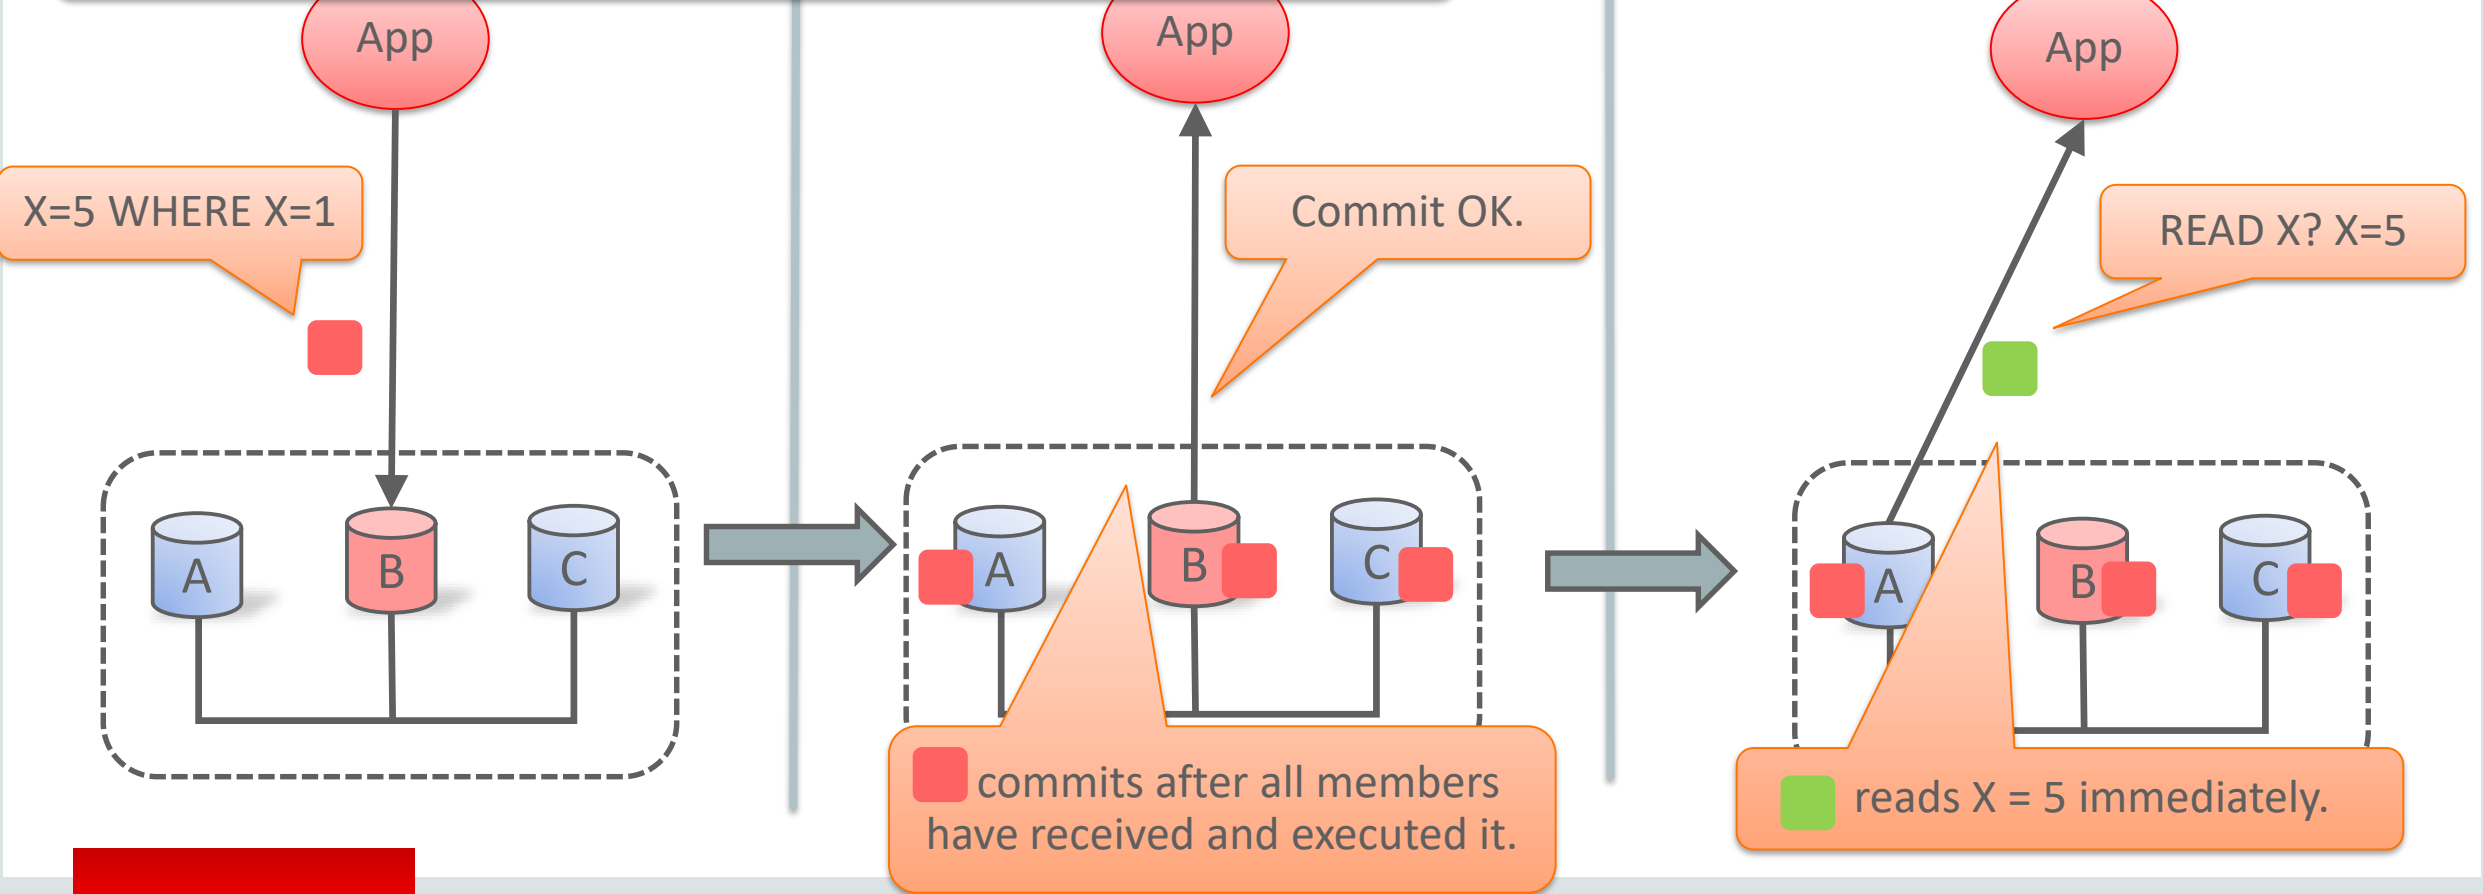 App
X=5 WHERE X=1
A
B
C
App
Commit OK.
A
B
C
commits after all members
have received and executed it.
App
READ X? X=5
A
B
C
reads X = 5 immediately.